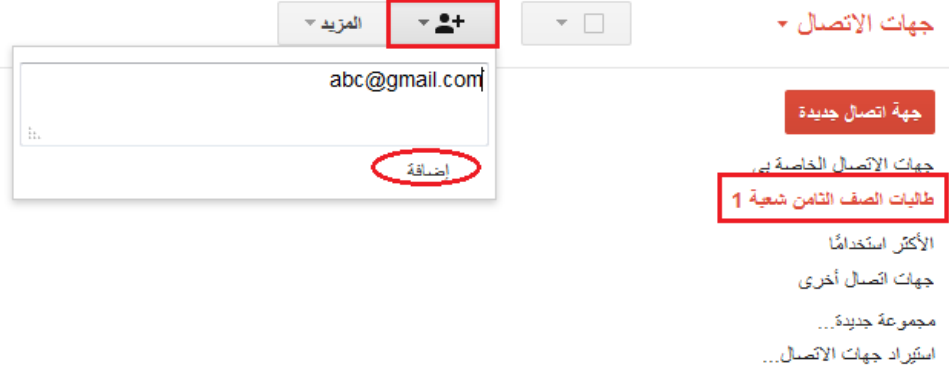 جهات الاتصال
المزيد
abc@gmail.com
إضافة
جهة اتصال جديدة
جهات الاتصال الخاصة بي
طالبات الصف الثامن شعبة 1
الأكثر استخدامًا
جهات اتصال أخرى
مجموعة جديدة...
استيراد جهات الاتصال...